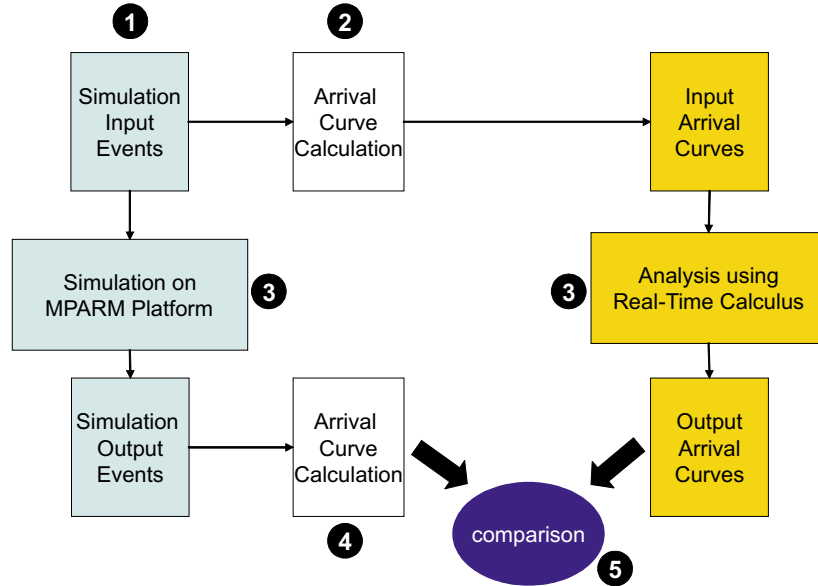 1
2
Simulation
Input
Events
Arrival
Curve
Calculation
Input
Arrival
Curves
Simulation on
MPARM Platform
3
3
Analysis using
Real-Time Calculus
Simulation
Output
Events
Arrival
Curve
Calculation
Output
Arrival
Curves
comparison
4
5